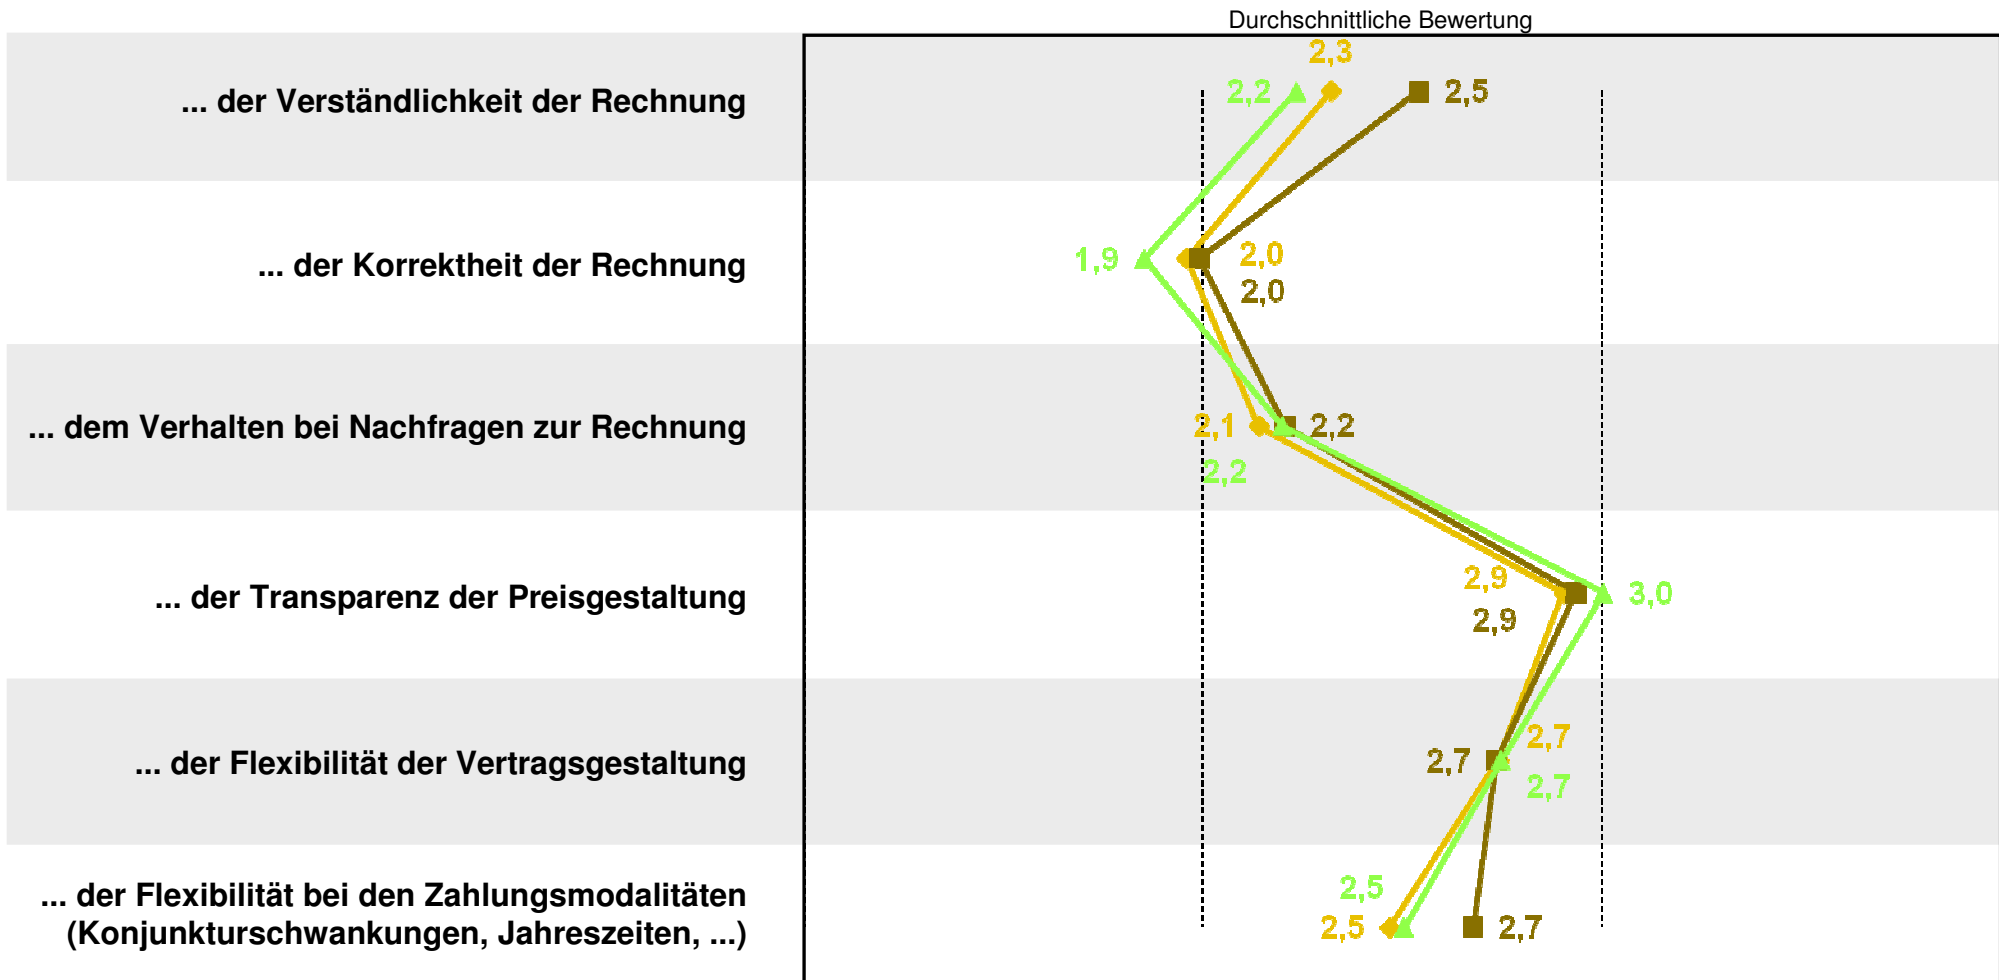 Durchschnittliche Bewertung
... der Verständlichkeit der Rechnung
2,3
2,2
2,5
... der Korrektheit der Rechnung
1,9
2,0
2,0
... dem Verhalten bei Nachfragen zur Rechnung
2,1
2,2
2,2
... der Transparenz der Preisgestaltung
2,9
3,0
2,9
... der Flexibilität der Vertragsgestaltung
2,7
2,7
2,7
... der Flexibilität bei den Zahlungsmodalitäten
(Konjunkturschwankungen, Jahreszeiten, ...)
2,5
2,5
2,7